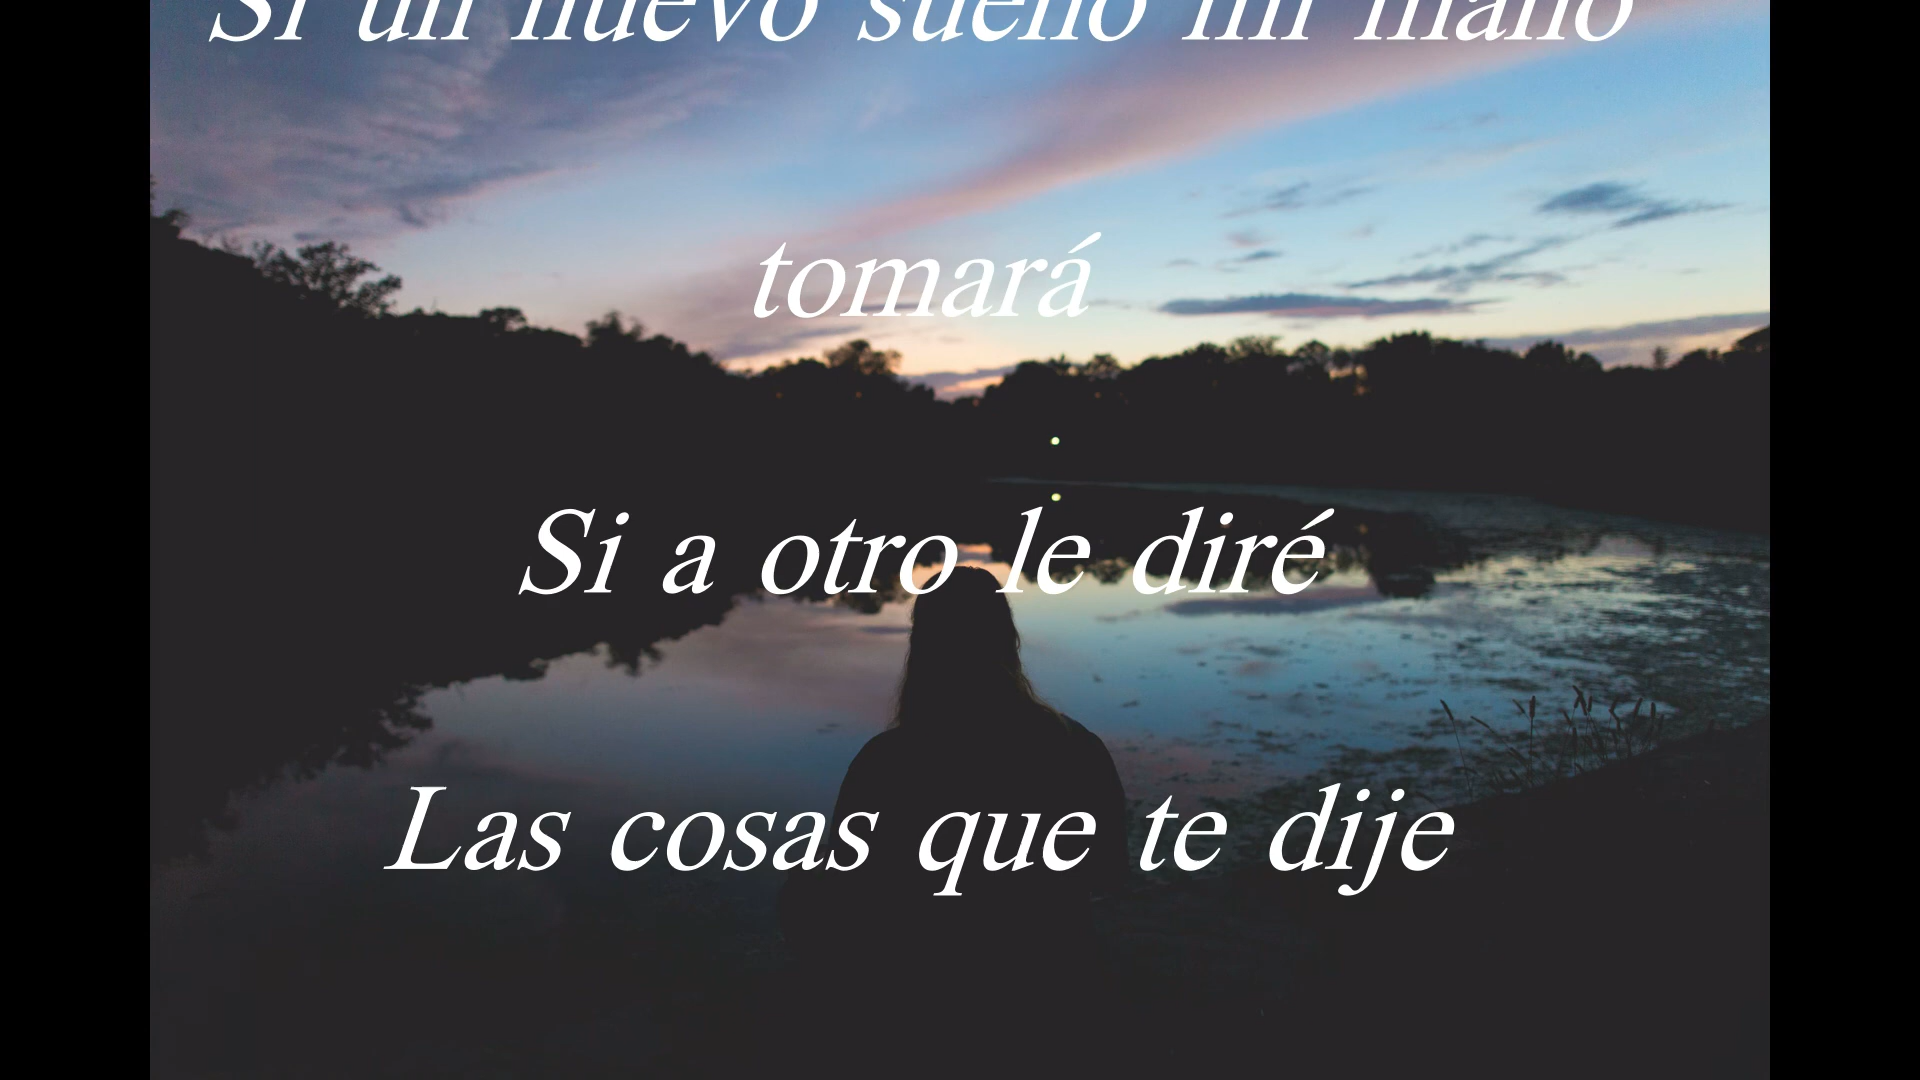 Si un nuevo sueño mi mano
tomará
Si a otro le diré
Las cosas que te dije